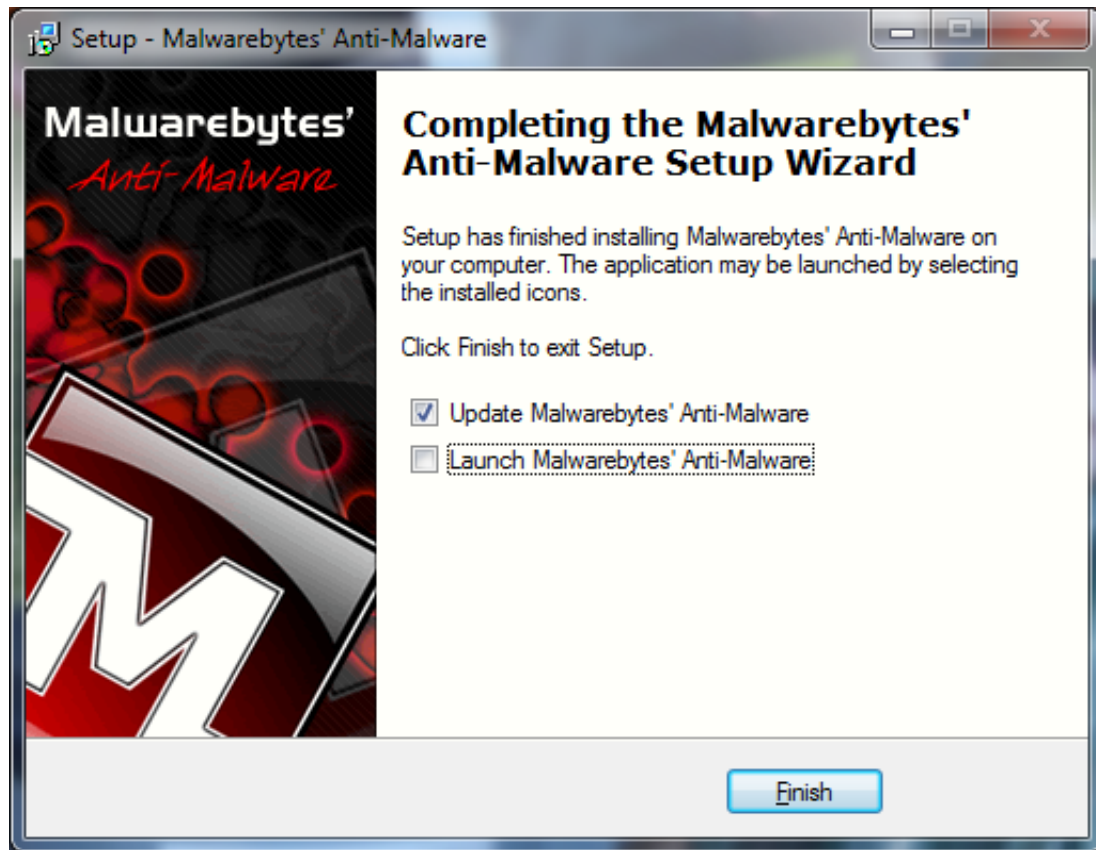 Setup - Malwarebytes' Anti-Malware
Malwarebytes'
Anti-Malware
Completing the Malwarebytes'
Anti-Malware Setup Wizard
Setup has finished installing Malwarebytes' Anti-Malware on
your computer. The application may be launched by selecting
the installed icons.
Click Finish to exit Setup.
Update Malwarebytes' Anti-Malware
Launch Malwarebytes' Anti-Malware
M
Finish